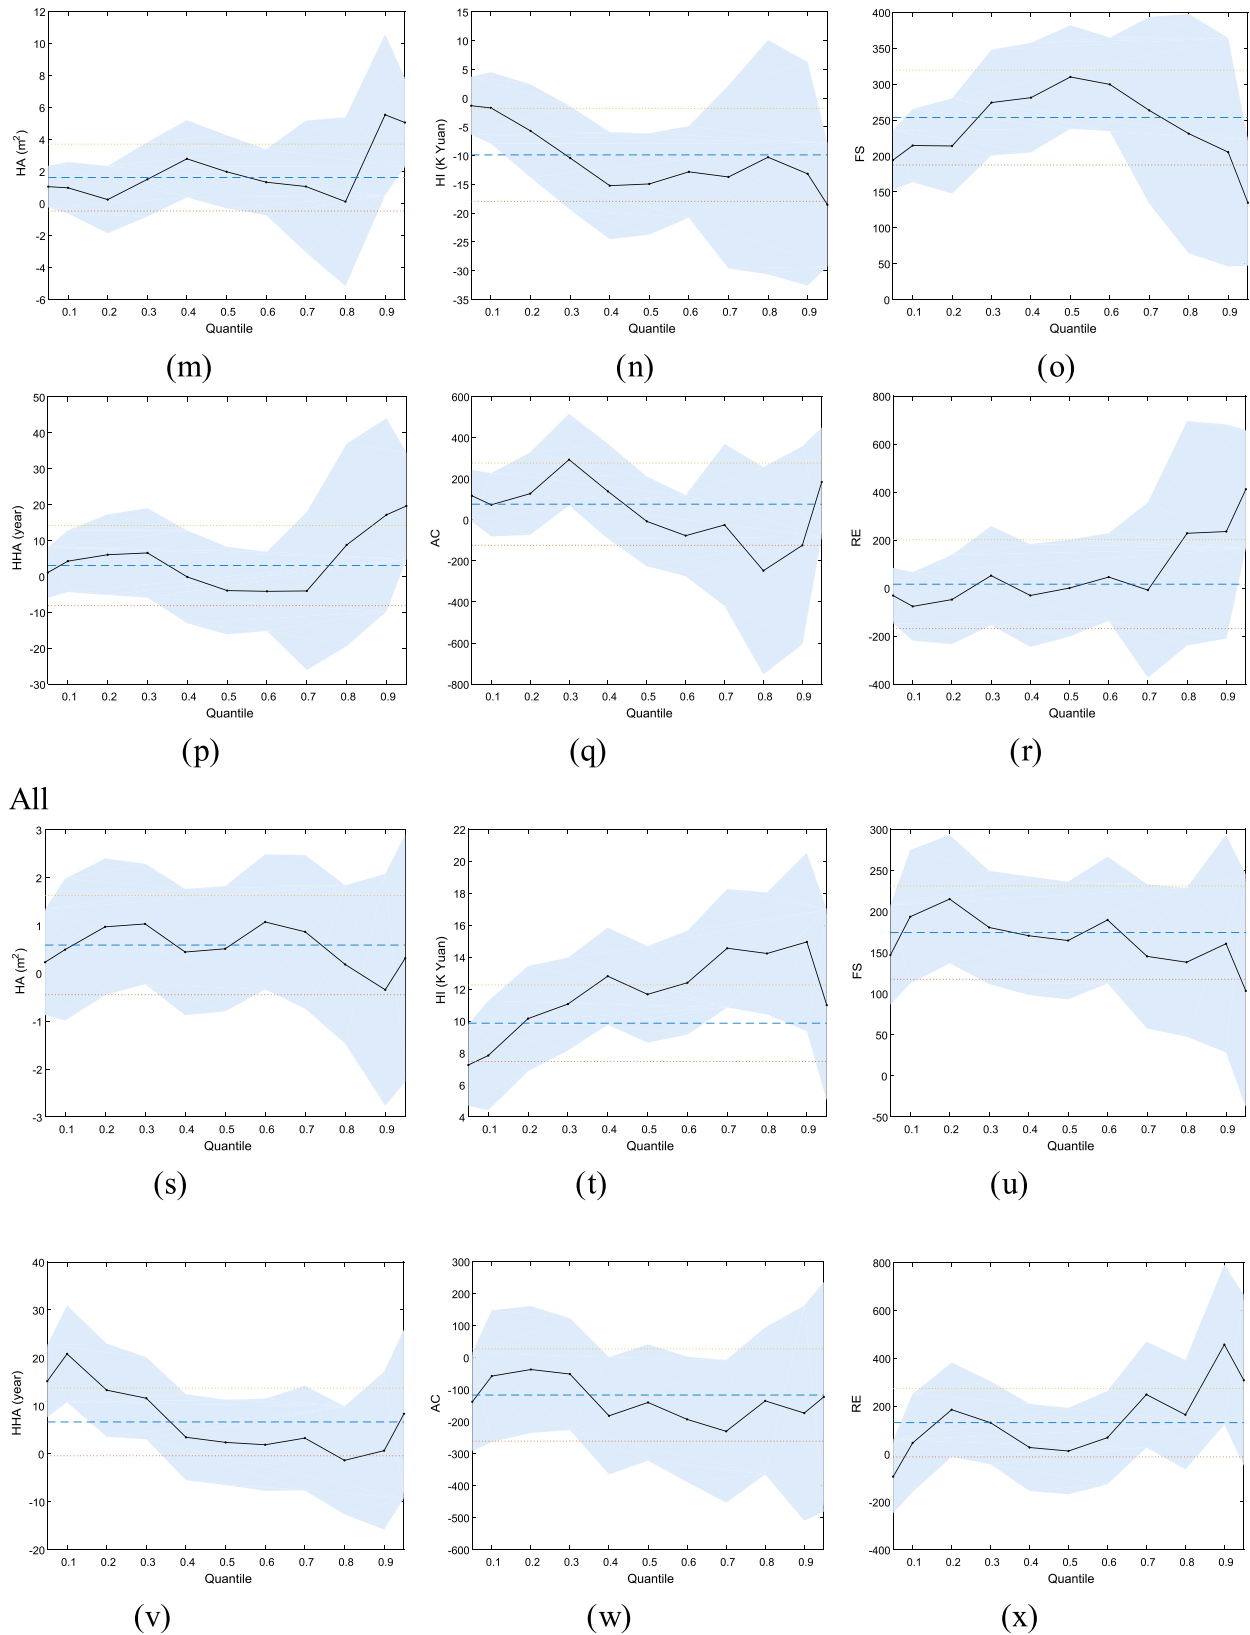 12
10
8
6
4
2
0
-2
-4
-6
HA (m²)
0.1 0.2 0.3 0.4 0.5 0.6 0.7 0.8 0.9
Quantile
(m)
15
10
5
0
-5
-10
-15
-20
-25
-30
-35
HI (K Yuan)
0.1 0.2 0.3 0.4 0.5 0.6 0.7 0.8 0.9
Quantile
(n)
400
350
300
250
200
150
100
50
0
FS
0.1 0.2 0.3 0.4 0.5 0.6 0.7 0.8 0.9
Quantile
(o)
50
40
30
20
10
0
-10
-20
-30
HHA (year)
0.1 0.2 0.3 0.4 0.5 0.6 0.7 0.8 0.9
Quantile
(p)
600
400
200
0
-200
-400
-600
-800
AC
0.1 0.2 0.3 0.4 0.5 0.6 0.7 0.8 0.9
Quantile
(q)
800
600
400
200
0
-200
-400
RE
0.1 0.2 0.3 0.4 0.5 0.6 0.7 0.8 0.9
Quantile
(r)
All
3
2
1
0
-1
-2
-3
HA (m²)
0.1 0.2 0.3 0.4 0.5 0.6 0.7 0.8 0.9
Quantile
(s)
22
20
18
16
14
12
10
8
6
4
HI (K Yuan)
0.1 0.2 0.3 0.4 0.5 0.6 0.7 0.8 0.9
Quantile
(t)
300
250
200
150
100
50
0
-50
FS
0.1 0.2 0.3 0.4 0.5 0.6 0.7 0.8 0.9
Quantile
(u)
40
30
20
10
0
-10
-20
HHA (year)
0.1 0.2 0.3 0.4 0.5 0.6 0.7 0.8 0.9
Quantile
(v)
300
200
100
0
-100
-200
-300
-400
-500
-600
AC
0.1 0.2 0.3 0.4 0.5 0.6 0.7 0.8 0.9
Quantile
(w)
800
600
400
200
0
-200
-400
RE
0.1 0.2 0.3 0.4 0.5 0.6 0.7 0.8 0.9
Quantile
(x)